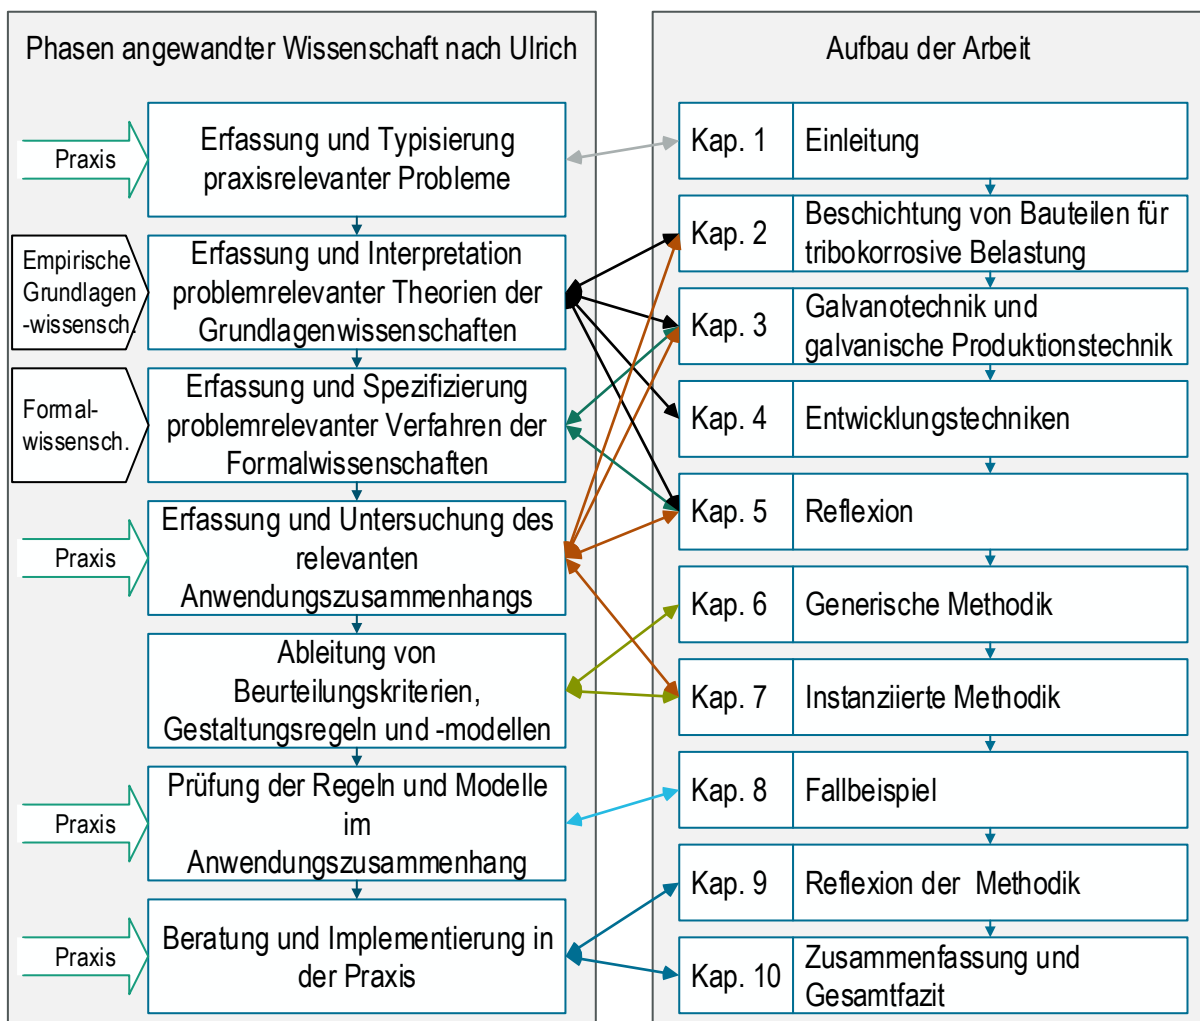 Phasen angewandter Wissenschaft nach Ulrich
Praxis
Erfassung und Typisierung
praxisrelevanter Probleme
Empirische
Grundlagen
-wissensch.
Erfassung und Interpretation
problemrelevanter Theorien der
Grundlagenwissenschaften
Formal-
wissensch.
Erfassung und Spezifizierung
problemrelevanter Verfahren der
Formalwissenschaften
Praxis
Erfassung und Untersuchung des
relevanten
Anwendungszusammenhangs
Ableitung von
Beurteilungskriterien,
Gestaltungsregeln und -modellen
Praxis
Prüfung der Regeln und Modelle
im
Anwendungszusammenhang
Praxis
Beratung und Implementierung in
der Praxis
Aufbau der Arbeit
Kap. 1 Einleitung
Kap. 2
Beschichtung von Bauteilen für
tribokorrosive Belastung
Kap. 3
Galvanotechnik und
galvanische Produktionstechnik
Kap. 4 Entwicklungstechniken
Kap. 5 Reflexion
Kap. 6 Generische Methodik
Kap. 7 Instanziierte Methodik
Kap. 8 Fallbeispiel
Kap. 9 Reflexion der Methodik
Kap. 10
Zusammenfassung und
Gesamtfazit